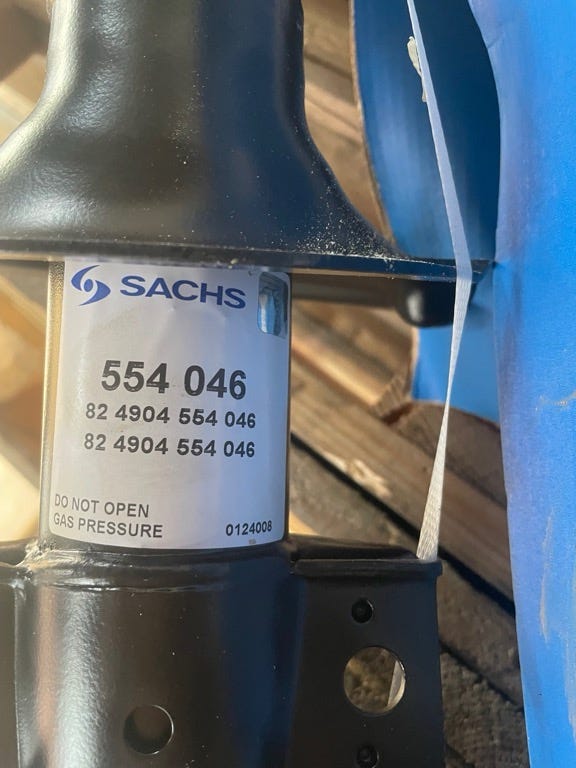 SACHS
554 046
82 4904 554 046
82 4904 554 046
DO NOT OPEN
GAS PRESSURE 0124008